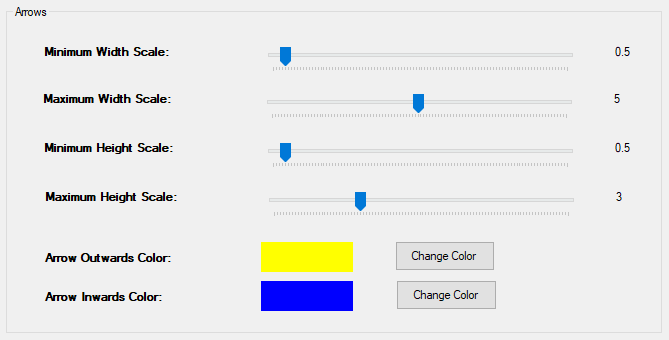 Arrows
Minimum Width Scale: 0.5
Maximum Width Scale: 5
Minimum Height Scale: 0.5
Maximum Height Scale: 3
Arrow Outwards Color: Change Color
Arrow Inwards Color: Change Color